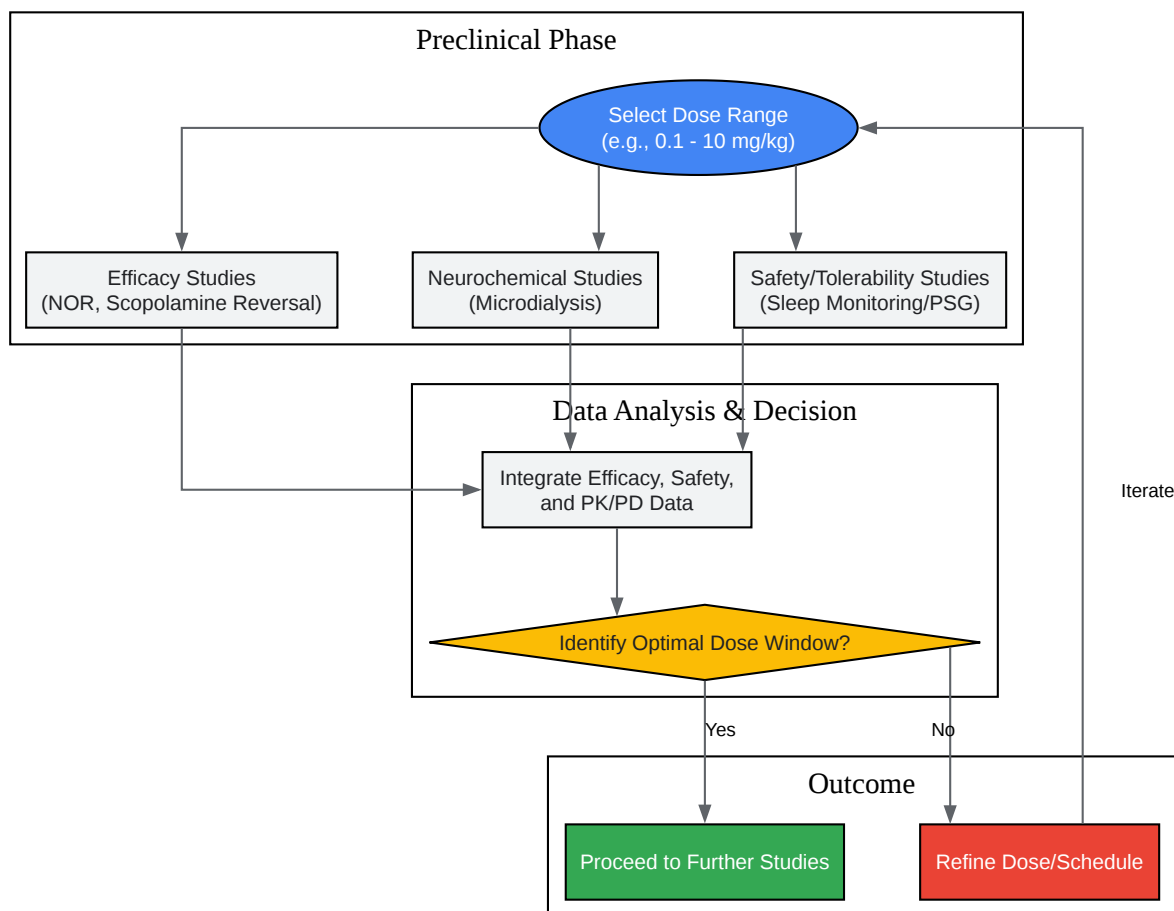 Preclinical Phase
Select Dose Range
(e.g., 0.1 - 10 mg/kg)
Efficacy Studies
(NOR, Scopolamine Reversal)
Neurochemical Studies
(Microdialysis)
Safety/Tolerability Studies
(Sleep Monitoring/PSG)
Data Analysis & Decision
Integrate Efficacy, Safety,
and PK/PD Data
Iterate
Identify Optimal Dose Window?
Yes
No
Outcome
Proceed to Further Studies
Refine Dose/Schedule